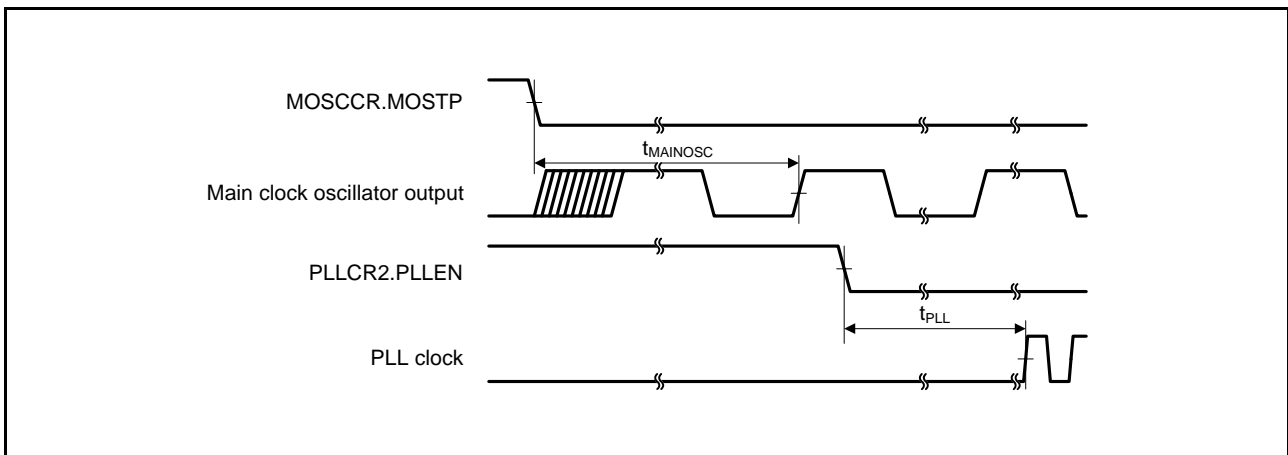 MOSCCR.MOSTP
tMAINOSC
Main clock oscillator output
PLLCR2.PLLEN
tPLL
PLL clock